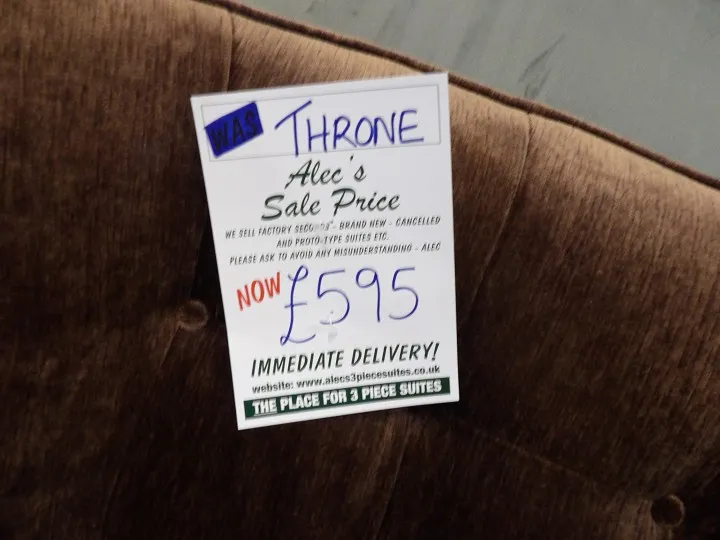 WAS THRONE
Alec's
Sale Price
WE SELL FACTORY SECONDS - BRAND NEW - CANCELLED
AND PROTO-TYPE SUITES ETC.
PLEASE ASK TO AVOID ANY MISUNDERSTANDING - ALEC
NOW £595
IMMEDIATE DELIVERY!
website: www.alecs3piecesuites.co.uk
THE PLACE FOR 3 PIECE SUITES